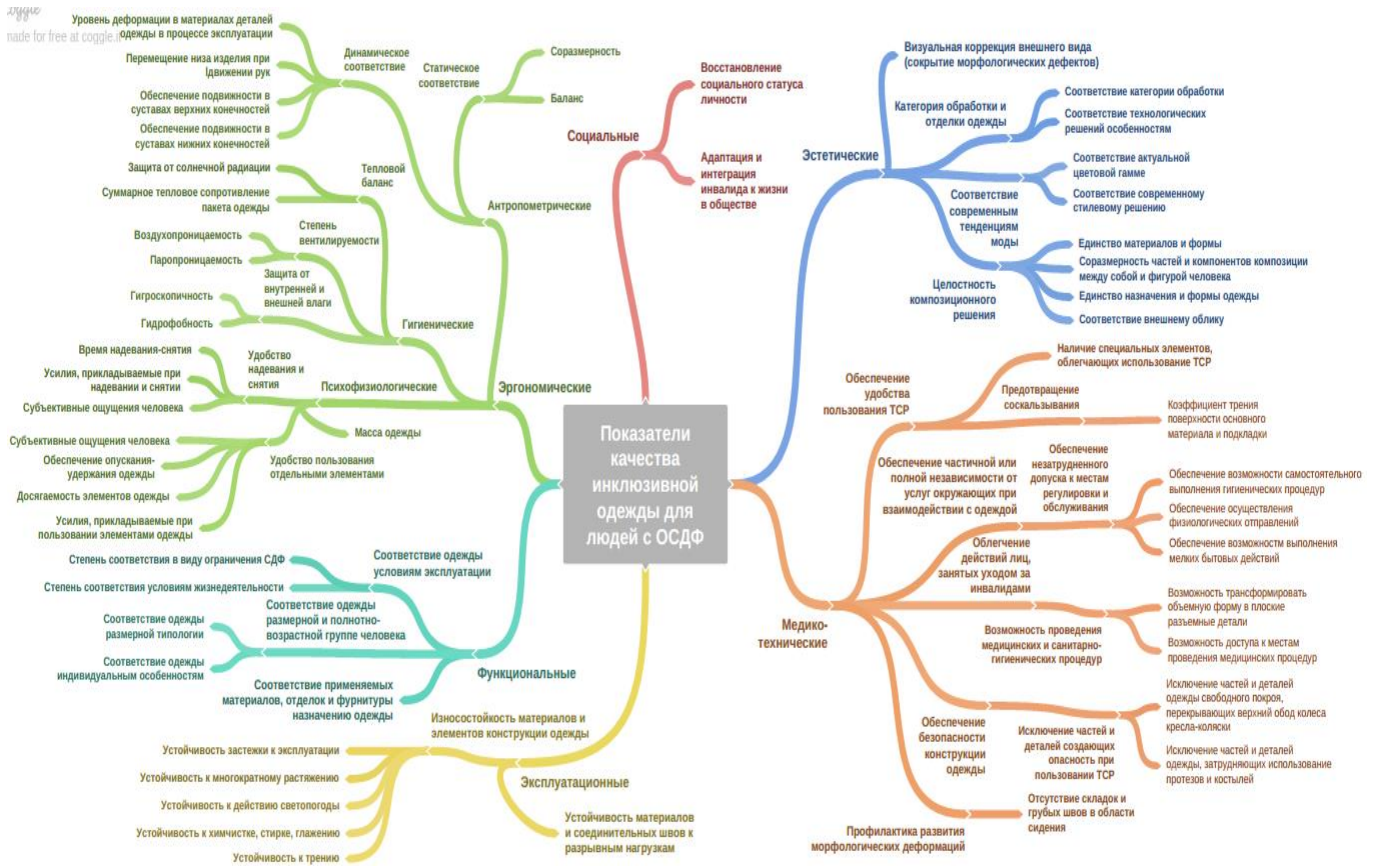 made for free at coggle.it
Показатели
качества
инклюзивной
одежды для
людей с ОСДФ
Социальные
Восстановление
социального статуса
личности
Адаптация и
интеграция
инвалида к жизни
в обществе
Эстетические
Визуальная коррекция внешнего вида
(сокрытие морфологических дефектов)
Категория обработки и
отделки одежды
Соответствие категории обработки
Соответствие технологических
решений особенностям
Соответствие
современным
тенденциям
моды
Соответствие актуальной
цветовой гамме
Соответствие современному
стилевому решению
Целостность
композиционного
решения
Единство материалов и формы
Соразмерность частей и компонентов композиции
между собой и фигурой человека
Единство назначения и формы одежды
Соответствие внешнему облику
Медико-
технические
Обеспечение
удобства
пользования ТСР
Наличие специальных элементов,
облегчающих использование ТСР
Предотвращение
соскальзывания
Коэффициент трения
поверхности основного
материала и подкладки
Обеспечение частичной или
полной независимости от
услуг окружающих при
взаимодействии с одеждой
Обеспечение
незатрудненного
допуска к местам
регулировки и
обслуживания
Обеспечение возможности самостоятельного
выполнения гигиенических процедур
Обеспечение осуществления
физиологических отправлений
Обеспечение возможностм выполнения
мелких бытовых действий
Облегчение
действий лиц,
занятых уходом за
инвалидами
Возможность проведения
медицинских и санитарно-
гигиенических процедур
Возможность трансформировать
объемную форму в плоские
разъемные детали
Возможность доступа к местам
проведения медицинских процедур
Обеспечение
безопасности
конструкции
одежды
Исключение частей и
деталей создающих
опасность при
пользовании ТСР
Исключение частей и деталей
одежды свободного покроя,
перекрывающих верхний обод колеса
кресла-коляски
Исключение частей и деталей
одежды, затрудняющих использование
протезов и костылей
Профилактика развития
морфологических деформаций
Отсутствие складок и
грубых швов в области
сидения
Эргономические
Антропометрические
Динамическое
соответствие
Уровень деформации в материалах деталей
одежды в процессе эксплуатации
Перемещение низа изделия при
lдвижении рук
Обеспечение подвижности в
суставах верхних конечностей
Обеспечение подвижности в
суставах нижних конечностей
Статическое
соответствие
Соразмерность
Баланс
Гигиенические
Тепловой
баланс
Защита от солнечной радиации
Суммарное тепловое сопротивление
пакета одежды
Степень
вентилируемости
Воздухопроницаемость
Паропроницаемость
Защита от
внутренней и
внешней влаги
Гигроскопичность
Гидрофобность
Психофизиологические
Удобство
надевания и
снятия
Время надевания-снятия
Усилия, прикладываемые при
надевании и снятии
Субъективные ощущения человека
Масса одежды
Удобство пользования
отдельными элементами
Субъективные ощущения человека
Обеспечение опускания-
удержания одежды
Досягаемость элементов одежды
Усилия, прикладываемые при
пользовании элементами одежды
Функциональные
Соответствие одежды
условиям эксплуатации
Степень соответствия в виду ограничения СДФ
Степень соответствия условиям жизнедеятельности
Соответствие одежды
размерной и полнотно-
возрастной группе человека
Соответствие одежды
размерной типологии
Соответствие одежды
индивидуальным особенностям
Соответствие применяемых
материалов, отделок и фурнитуры
назначению одежды
Эксплуатационные
Износостойкость материалов и
элементов конструкции одежды
Устойчивость застежки к эксплуатации
Устойчивость к многократному растяжению
Устойчивость к действию светопогоды
Устойчивость к химчистке, стирке, глажению
Устойчивость к трению
Устойчивость материалов
и соединительных швов к
разрывным нагрузкам